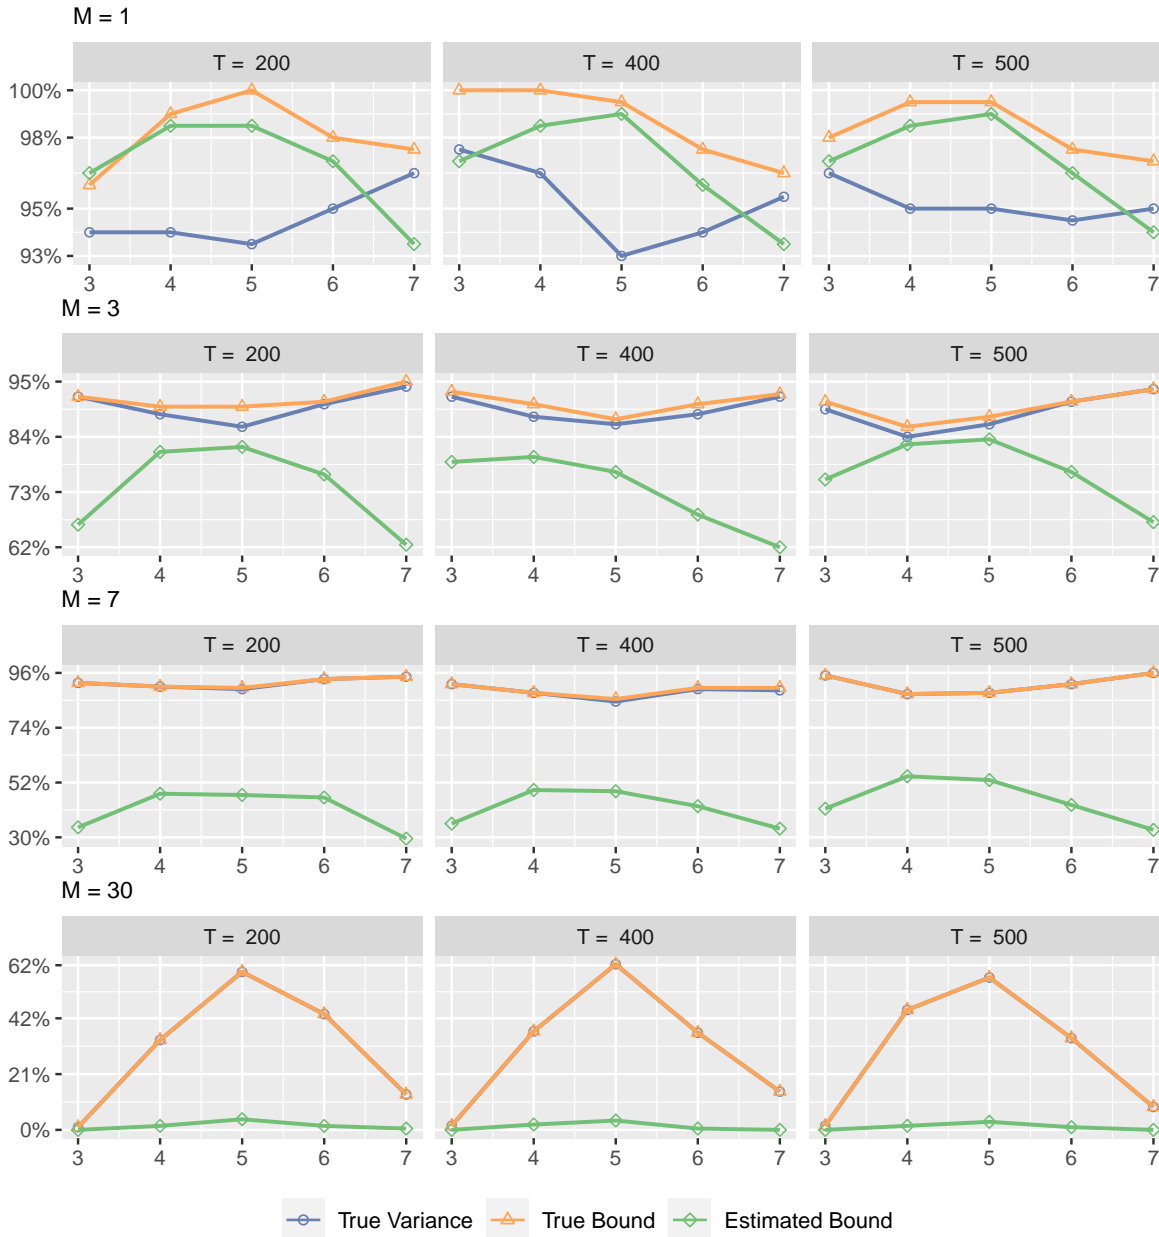 M = 1
T = 200 T = 400 T = 500
100%
98%
95%
93%
3 4 5 6 7 3 4 5 6 7 3 4 5 6 7
M = 3
T = 200 T = 400 T = 500
95%
84%
73%
62%
3 4 5 6 7 3 4 5 6 7 3 4 5 6 7
M = 7
T = 200 T = 400 T = 500
96%
74%
52%
30%
3 4 5 6 7 3 4 5 6 7 3 4 5 6 7
M = 30
T = 200 T = 400 T = 500
62%
42%
21%
0%
3 4 5 6 7 3 4 5 6 7 3 4 5 6 7
True Variance True Bound Estimated Bound